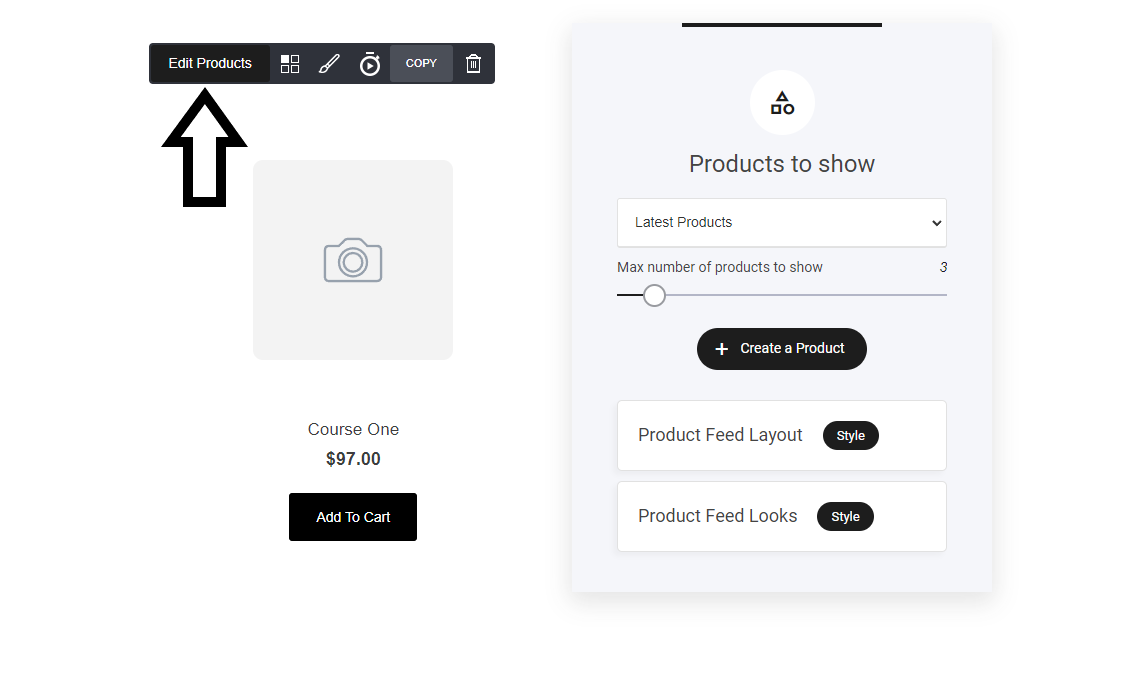 Edit Products
COPY
Course One
$97.00
Add To Cart
Products to show
Latest Products
Max number of products to show 3
Create a Product
Product Feed Layout Style
Product Feed Looks Style